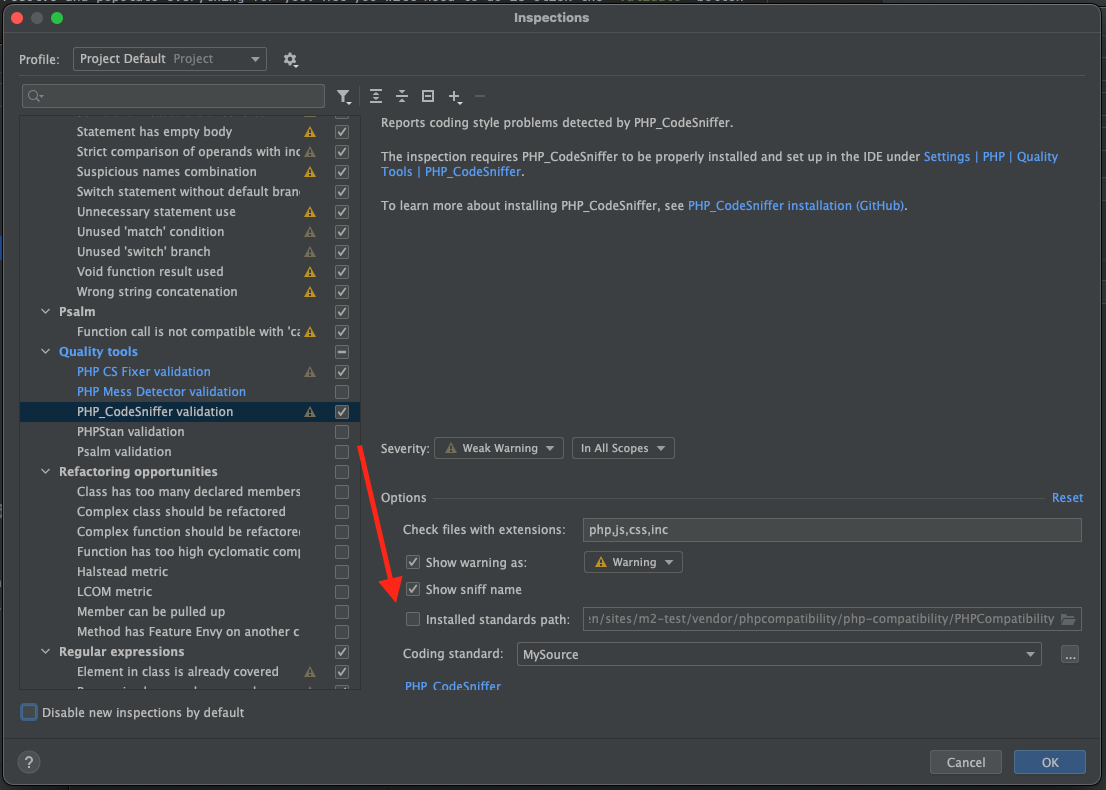 Inspections
Profile: Project Default Project
Reports coding style problems detected by PHP_CodeSniffer.
The inspection requires PHP_CodeSniffer to be properly installed and set up in the IDE under Settings | PHP | Quality
Tools | PHP_CodeSniffer.
To learn more about installing PHP_CodeSniffer, see PHP_CodeSniffer installation (GitHub).
Statement has empty body
Strict comparison of operands with inc
Suspicious names combination
Switch statement without default bran
Unnecessary statement use
Unused 'match' condition
Unused 'switch' branch
Void function result used
Wrong string concatenation
Psalm
Function call is not compatible with 'ca
Quality tools
PHP CS Fixer validation
PHP Mess Detector validation
PHP_CodeSniffer validation
PHPStan validation
Psalm validation
Refactoring opportunities
Class has too many declared members
Complex class should be refactored
Complex function should be refactored
Function has too high cyclomatic comp
Halstead metric
LCOM metric
Member can be pulled up
Method has Feature Envy on another c
Regular expressions
Element in class is already covered
Severity: Weak Warning In All Scopes
Options Reset
Check files with extensions: php,js,css,inc
Show warning as: Warning
Show sniff name
Installed standards path: en/sites/m2-test/vendor/phpcompatibility/php-compatibility/PHPCompatibility
Coding standard: MySource ...
PHP_CodeSniffer
Disable new inspections by default
? Cancel OK